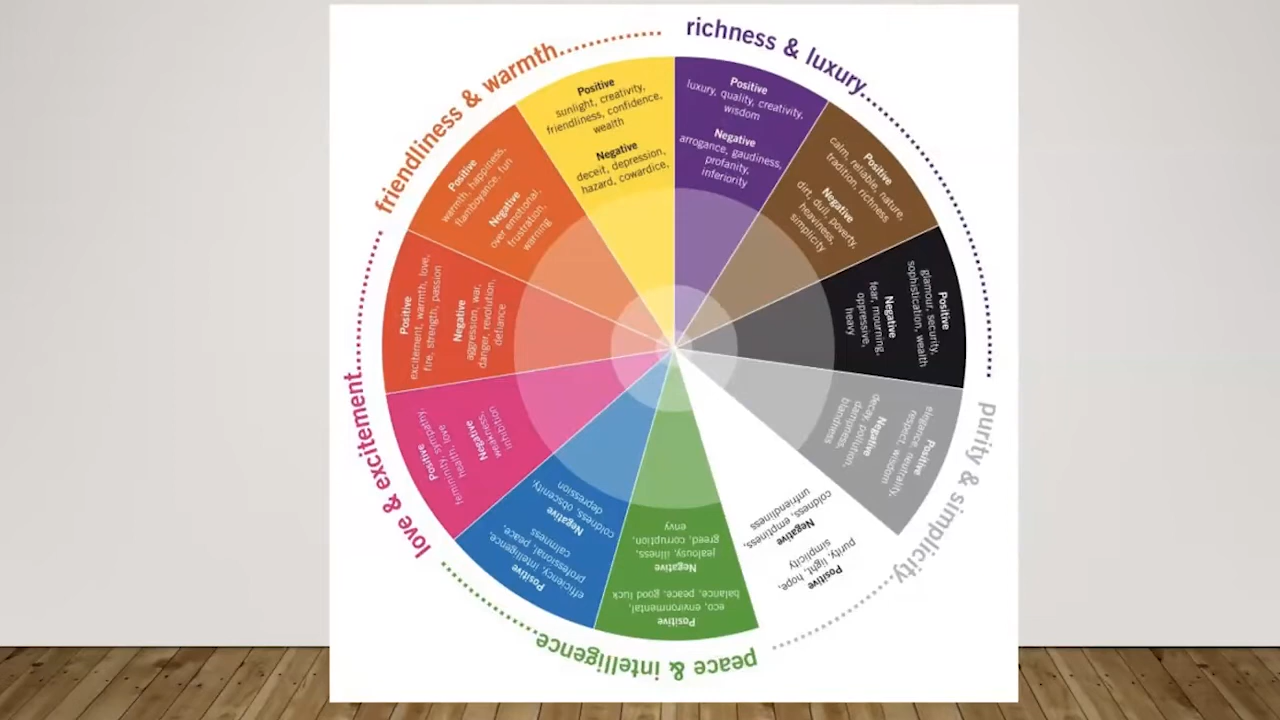 richness & luxury
Positive
luxury, quality, creativity,
wisdom
Negative
arrogance, gaudiness,
profanity,
inferiority
Positive
calm, reliable, nature,
tradition, richness
Negative
dirt, dull, poverty,
heaviness,
simplicity
Positive
glamour, security,
sophistication, wealth
Negative
fear, mourning,
oppressive,
heavy
purity & simplicity
Positive
elegance, neutrality,
respect, wisdom
Negative
decay, pollution,
dampness,
blandness
Positive
purity, light, hope,
simplicity
Negative
coldness, emptiness,
unfriendliness
peace & intelligence
Positive
eco, environmental,
balance, peace, good luck
Negative
jealousy, illness,
greed, corruption,
envy
Positive
efficiency, intelligence,
professional, peace,
calmness
Negative
coldness, obscenity,
depression
love & excitement
Positive
femininity, sympathy,
health, love
Negative
weakness,
inhibition
Positive
excitement, warmth, love,
fire, strength, passion
Negative
aggression, war,
danger, revolution,
defiance
friendliness & warmth
Positive
warmth, happiness,
flamboyance, fun
Negative
over emotional,
frustration,
warning
Positive
sunlight, creativity,
friendliness, confidence,
wealth
Negative
deceit, depression,
hazard, cowardice,